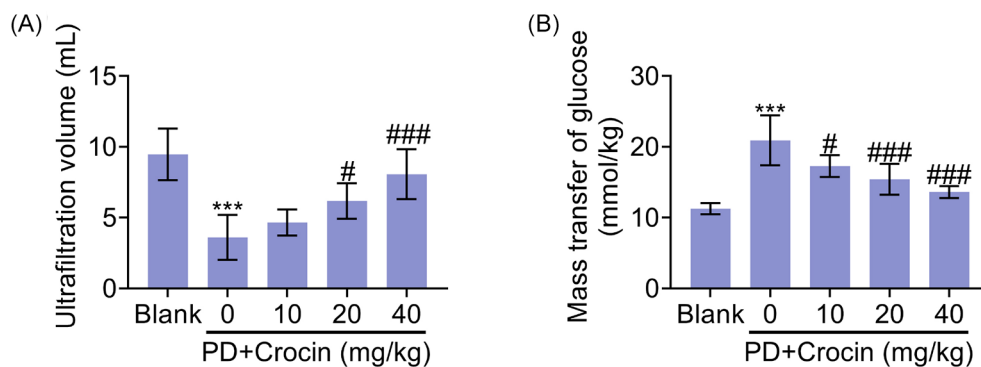 (A)
Ultrafiltration volume (mL)
15
10
5
0
***
#
###
Blank 0 10 20 40
PD+Crocin (mg/kg)
(B)
Mass transfer of glucose
(mmol/kg)
30
20
10
0
***
#
###
###
Blank 0 10 20 40
PD+Crocin (mg/kg)